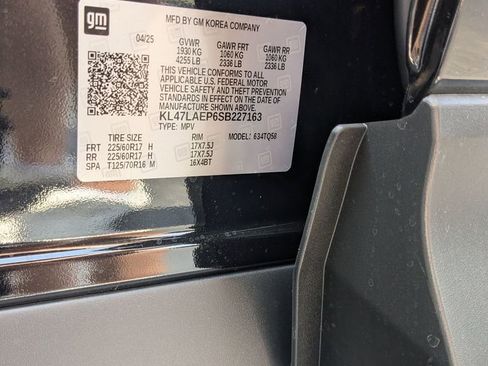 gm
MFD BY GM KOREA COMPANY
04/25 GVWR GAWR FRT GAWR RR
1930 KG 1060 KG 1060 KG
4255 LB 2336 LB 2336 LB
THIS VEHICLE CONFORMS TO ALL
APPLICABLE U.S. FEDERAL MOTOR
VEHICLE SAFETY AND THEFT PREVENTION
STANDARDS IN EFFECT ON THE DATE OF
MANUFACTURE SHOWN ABOVE.
KL47LAEP6SB227163
TYPE: MPV MODEL: 634TQ58
TIRE SIZE RIM
FRT 225/60R17 H 17X7.5J
RR 225/60R17 H 17X7.5J
SPA T125/70R16 M 16X4BT